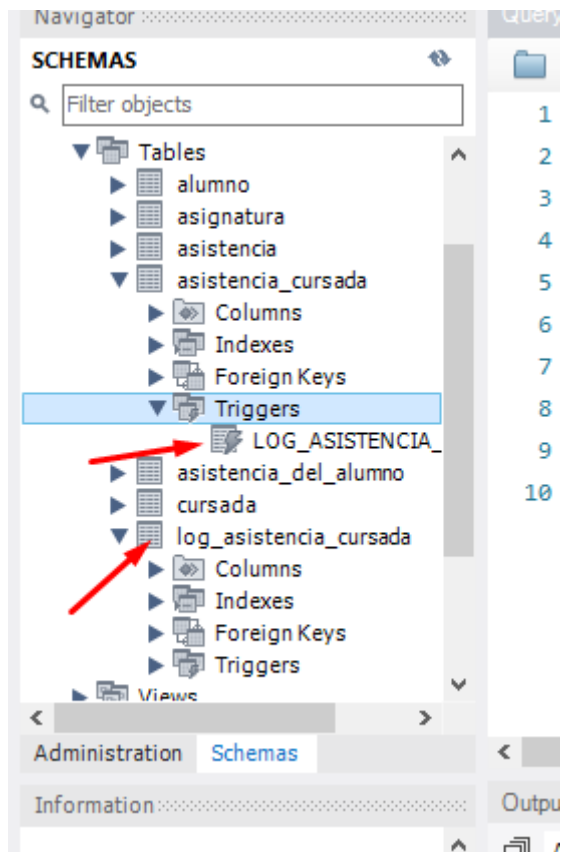 Navigator
Query
SCHEMAS
Filter objects
Tables
alumno
asignatura
asistencia
asistencia_cursada
Columns
Indexes
Foreign Keys
Triggers
LOG_ASISTENCIA_
asistencia_del_alumno
cursada
log_asistencia_cursada
Columns
Indexes
Foreign Keys
Triggers
Views
Administration Schemas
Information
1
2
3
4
5
6
7
8
9
10
Outpu